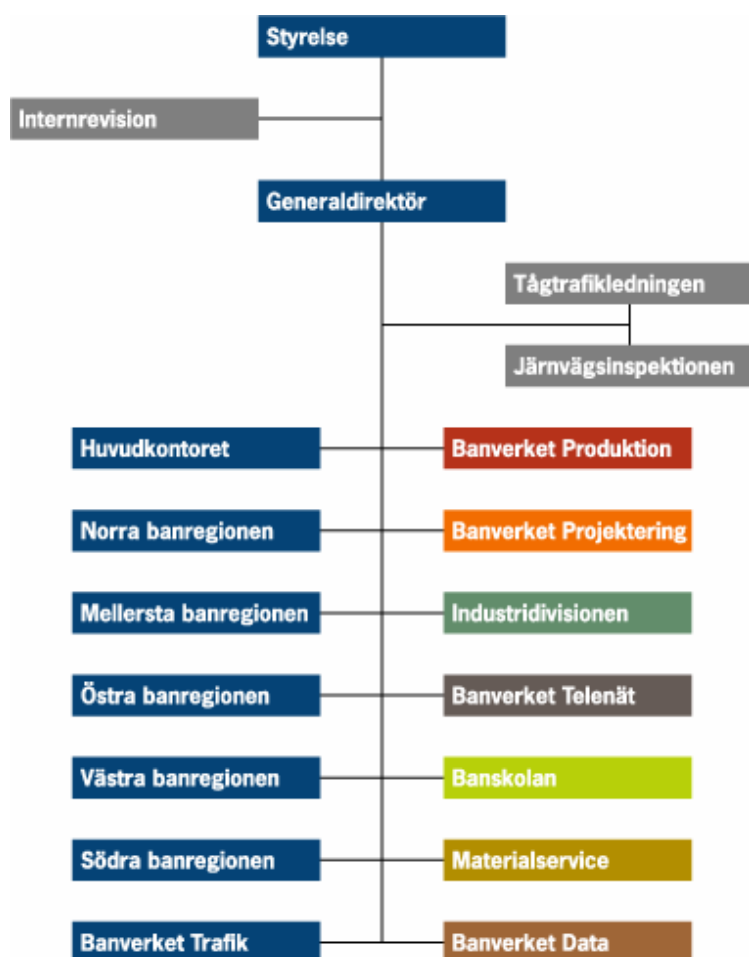 Styrelse
Internrevision
Generaldirektör
Tågtrafikledningen
Järnvägsinspektionen
Huvudkontoret
Banverket Produktion
Norra banregionen
Banverket Projektering
Mellersta banregionen
Industridivisionen
Östra banregionen
Banverket Telenät
Västra banregionen
Banskolan
Södra banregionen
Materialservice
Banverket Trafik
Banverket Data